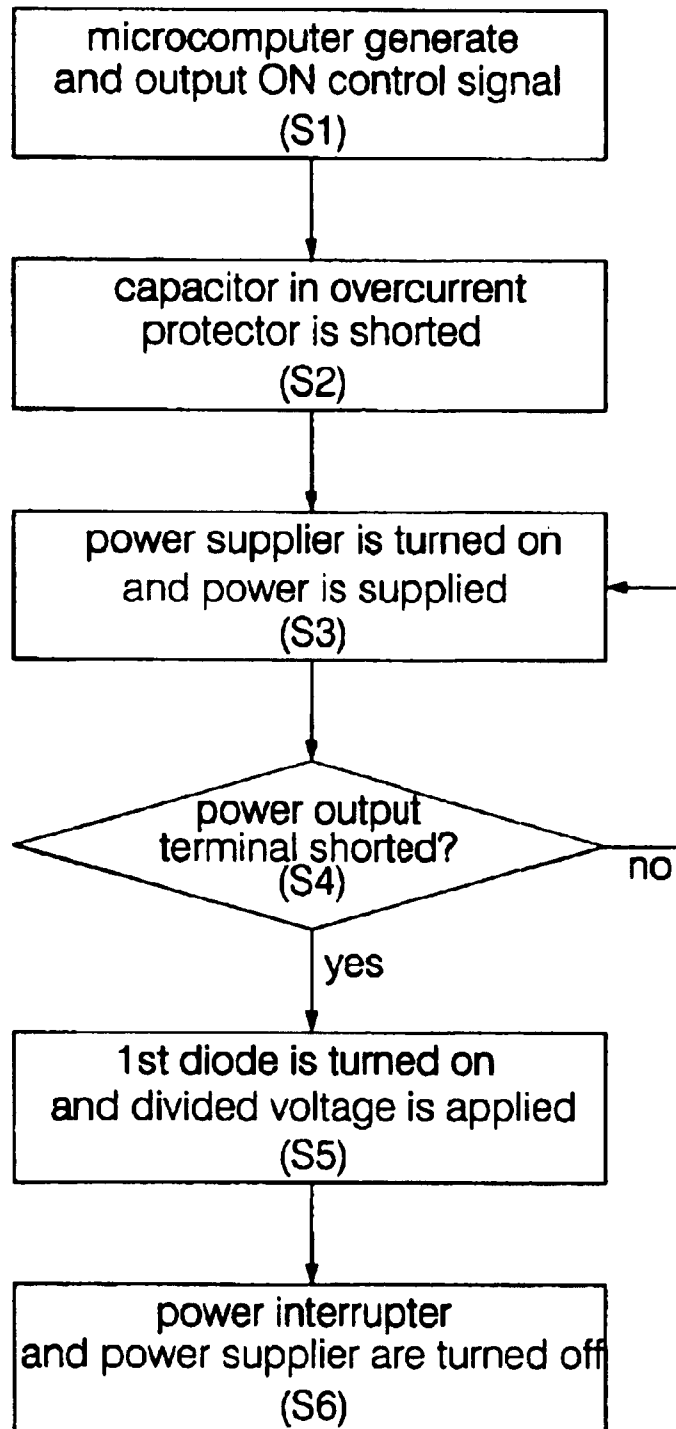 microcomputer generate
and output ON control signal
(S1)
capacitor in overcurrent
protector is shorted
(S2)
power supplier is turned on
and power is supplied
(S3)
power output
terminal shorted?
(S4)
no
yes
1st diode is turned on
and divided voltage is applied
(S5)
power interrupter
and power supplier are turned off
(S6)